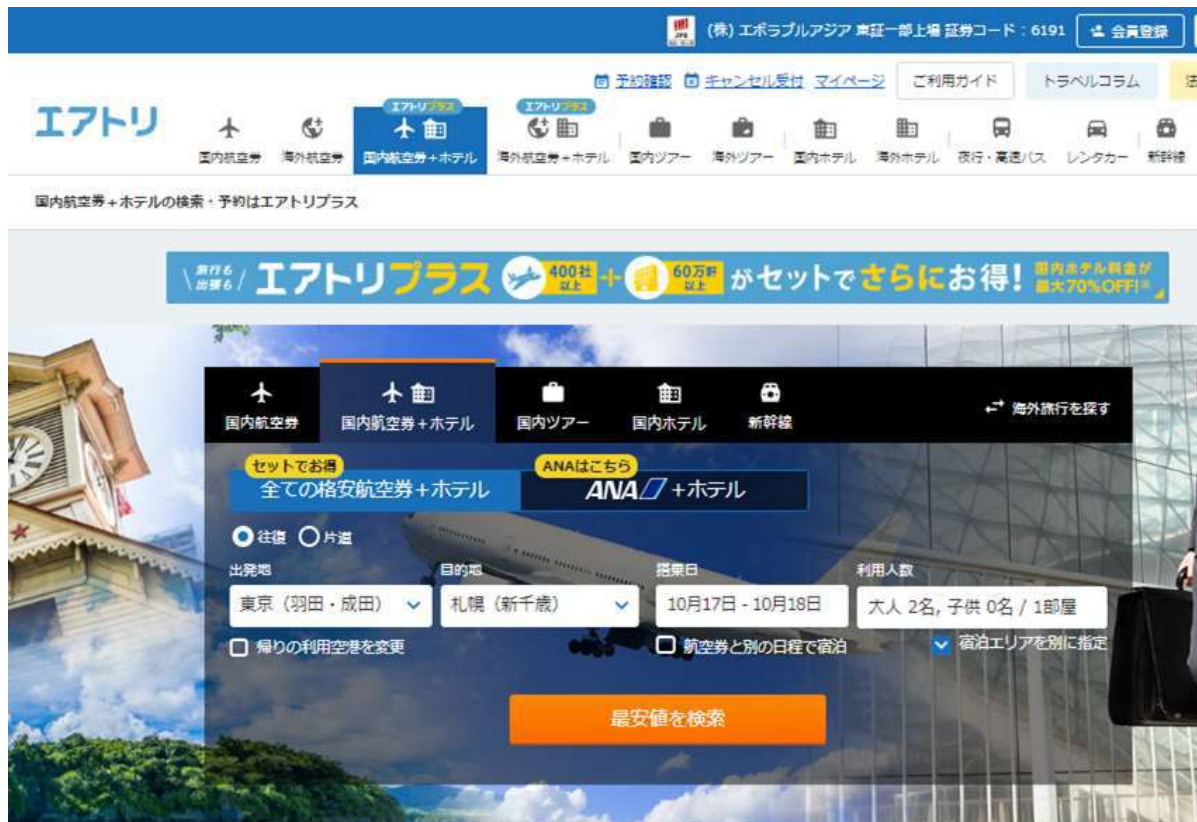 (株) エボラブルアジア 東証一部上場 証券コード：6191
会員登録
予約確認 キャンセル受付 マイページ ご利用ガイド トラベルコラム 法
エアトリ
エアトリプラス エアトリプラス
国内航空券 海外航空券 国内航空券+ホテル 海外航空券+ホテル 国内ツアー 海外ツアー 国内ホテル 海外ホテル 夜行・高速バス レンタカー 新幹線
国内航空券+ホテルの検索・予約はエアトリプラス
\旅行も出張も/ エアトリプラス 400社以上+60万軒以上がセットでさらにお得! 国内ホテル料金が最大70%OFF!※
国内航空券 国内航空券+ホテル 国内ツアー 国内ホテル 新幹線 海外旅行を探す
セットでお得 ANAはこちら
全ての格安航空券+ホテル ANA+ホテル
往復 片道
出発地 目的地 搭乗日 利用人数
東京（羽田・成田） 札幌（新千歳） 10月17日 - 10月18日 大人 2名, 子供 0名 / 1部屋
帰りの利用空港を変更 航空券と別の日程で宿泊 宿泊エリアを別に指定
最安値を検索